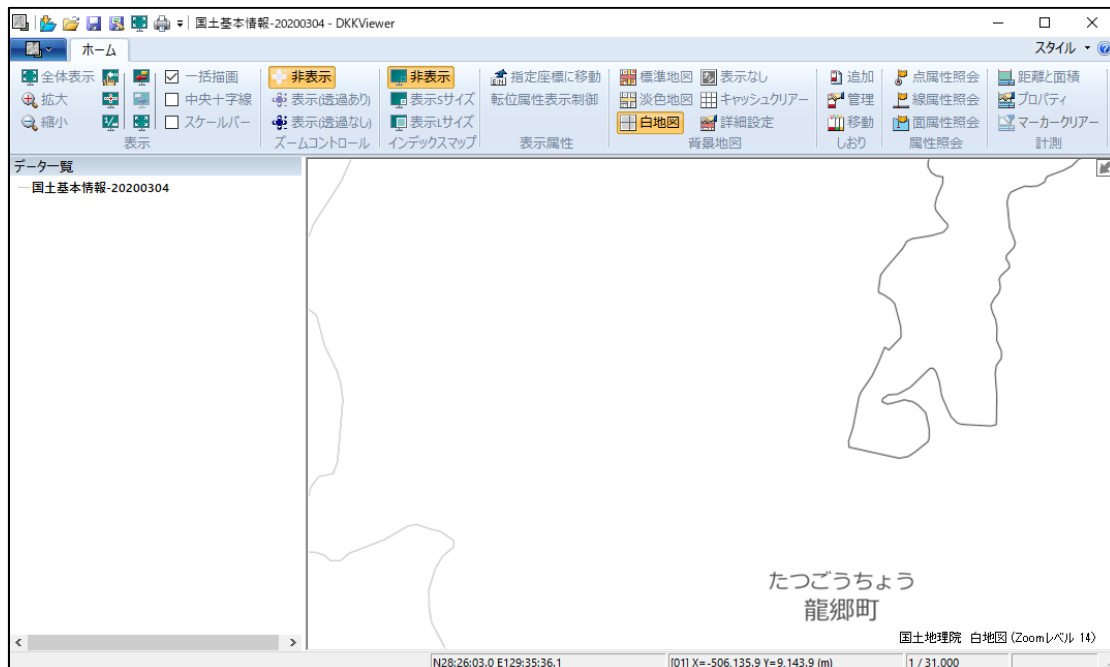 国土基本情報-20200304 - DKKViewer
ホーム
スタイル
全体表示
拡大
縮小
一括描画
中央十字線
スケールバー
表示
非表示
表示(透過あり)
表示(透過なし)
ズームコントロール
非表示
表示Sサイズ
表示Lサイズ
インデックスマップ
指定座標に移動
転位属性表示制御
表示属性
標準地図
淡色地図
白地図
表示なし
キャッシュクリアー
詳細設定
背景地図
追加
管理
移動
しおり
点属性照会
線属性照会
面属性照会
属性照会
距離と面積
プロパティ
マーカークリアー
計測
データ一覧
国土基本情報-20200304
たつごうちょう
龍郷町
国土地理院 白地図 (Zoomレベル 14)
N28:26:03.0 E129:35:36.1
[01] X=-506,135.9 Y=9,143.9 (m)
1 / 31,000